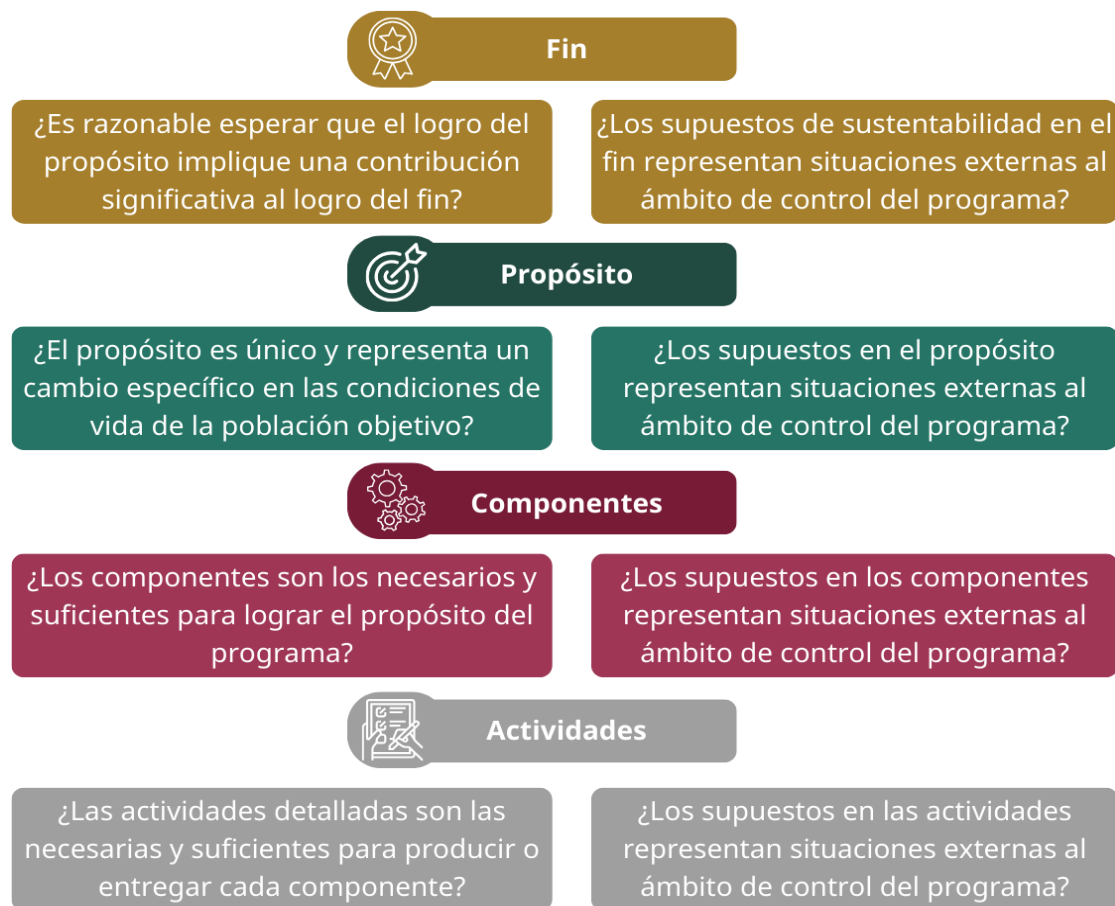 Fin
¿Es razonable esperar que el logro del
propósito implique una contribución
significativa al logro del fin?
¿Los supuestos de sustentabilidad en el
fin representan situaciones externas al
ámbito de control del programa?
Propósito
¿El propósito es único y representa un
cambio específico en las condiciones de
vida de la población objetivo?
¿Los supuestos en el propósito
representan situaciones externas al
ámbito de control del programa?
Componentes
¿Los componentes son los necesarios y
suficientes para lograr el propósito del
programa?
¿Los supuestos en los componentes
representan situaciones externas al
ámbito de control del programa?
Actividades
¿Las actividades detalladas son las
necesarias y suficientes para producir o
entregar cada componente?
¿Los supuestos en las actividades
representan situaciones externas al
ámbito de control del programa?